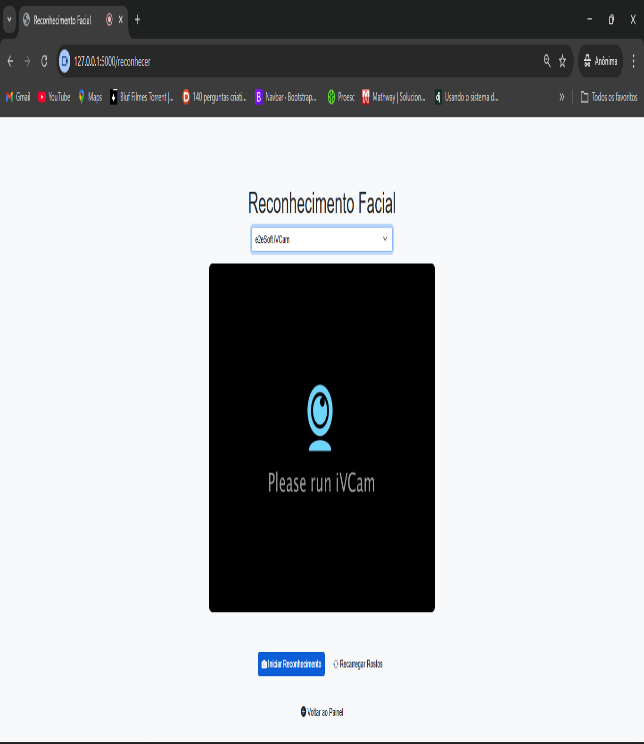 Reconhecimento Facial
127.0.0.1:5000/reconhecer
Anônima
Gmail YouTube Maps Bluf Filmes Torrent |... 140 perguntas criati... Navbar · Bootstrap... Proesc Mathway | Solucion... Usando o sistema d... » Todos os favoritos
Reconhecimento Facial
e2eSoft iVCam
Please run iVCam
Iniciar Reconhecimento Recarregar Rostos
Voltar ao Painel